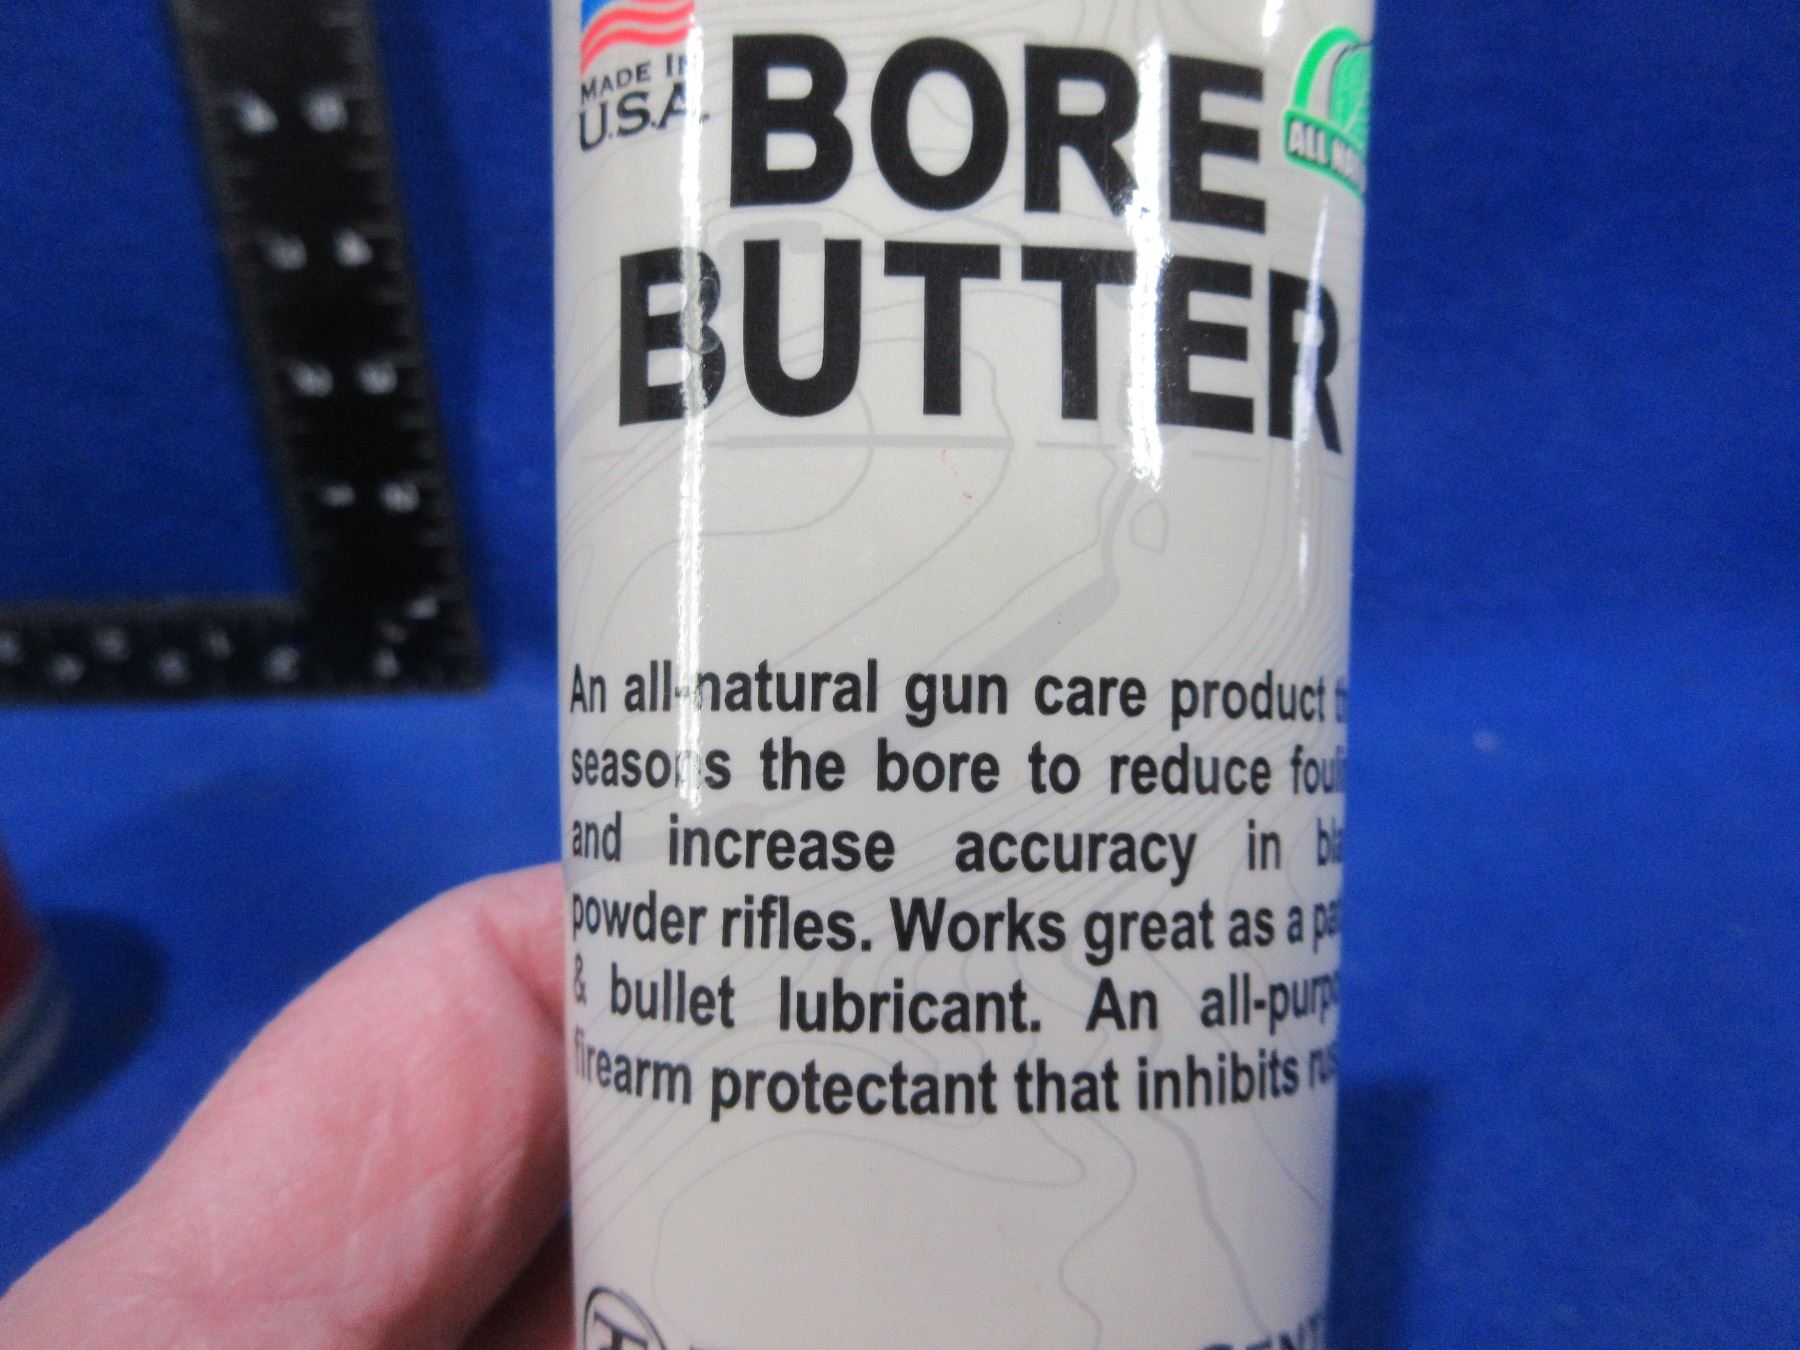 MADE IN
U.S.A.
BORE
BUTTER
ALL
An all-natural gun care product
seasons the bore to reduce
and increase accuracy in
powder rifles. Works great as a
& bullet lubricant. An
firearm protectant that inhibits